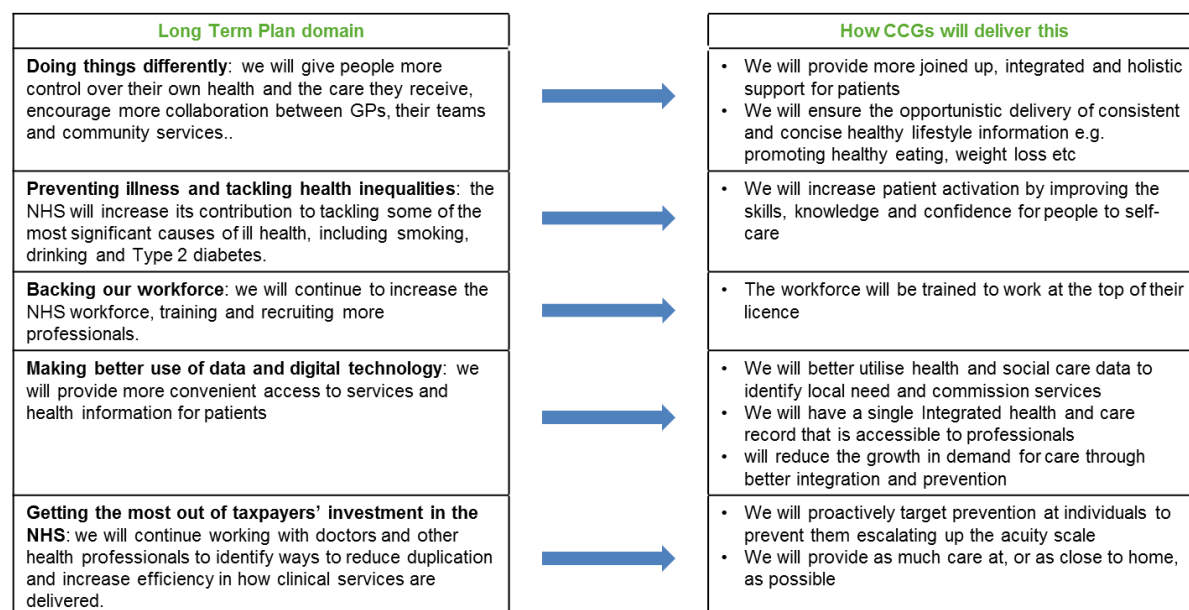 Long Term Plan domain
How CCGs will deliver this
Doing things differently: we will give people more
control over their own health and the care they receive,
encourage more collaboration between GPs, their teams
and community services..
• We will provide more joined up, integrated and holistic
support for patients
• We will ensure the opportunistic delivery of consistent
and concise healthy lifestyle information e.g.
promoting healthy eating, weight loss etc
Preventing illness and tackling health inequalities: the
NHS will increase its contribution to tackling some of the
most significant causes of ill health, including smoking,
drinking and Type 2 diabetes.
• We will increase patient activation by improving the
skills, knowledge and confidence for people to self-
care
Backing our workforce: we will continue to increase the
NHS workforce, training and recruiting more
professionals.
• The workforce will be trained to work at the top of their
licence
Making better use of data and digital technology: we
will provide more convenient access to services and
health information for patients
• We will better utilise health and social care data to
identify local need and commission services
• We will have a single Integrated health and care
record that is accessible to professionals
• will reduce the growth in demand for care through
better integration and prevention
Getting the most out of taxpayers’ investment in the
NHS: we will continue working with doctors and other
health professionals to identify ways to reduce duplication
and increase efficiency in how clinical services are
delivered.
• We will proactively target prevention at individuals to
prevent them escalating up the acuity scale
• We will provide as much care at, or as close to home,
as possible